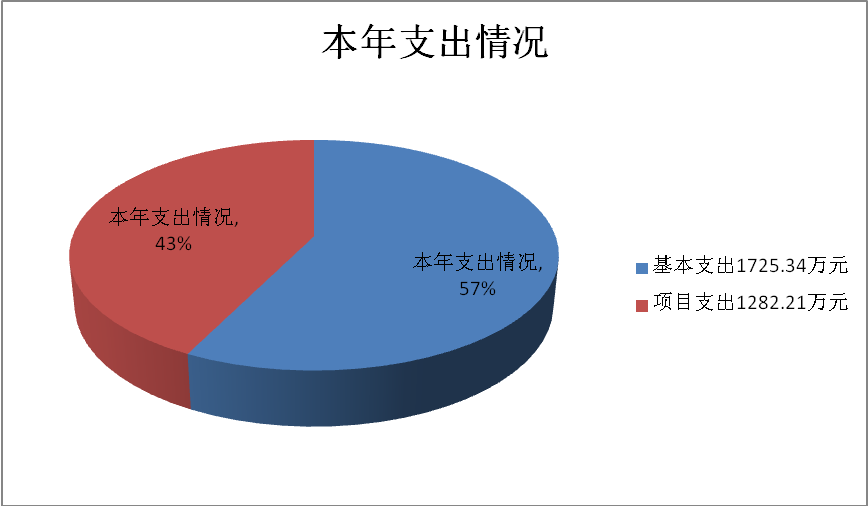 本年支出情况
本年支出情况,
43%
本年支出情况,
57%
基本支出1725.34万元
项目支出1282.21万元